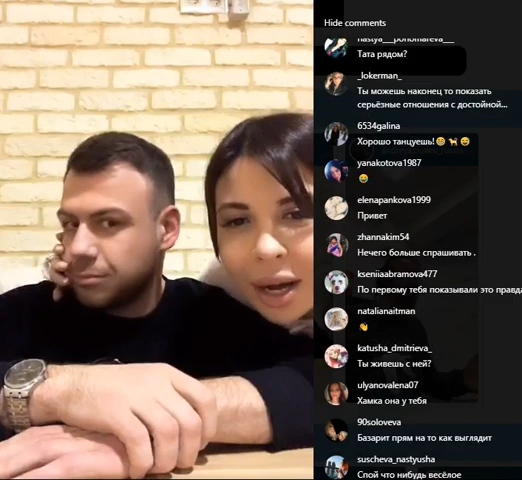 Hide comments
nastya___ponomareva___
Тата рядом?
_lokerman_
Ты можешь наконец то показать
серьёзные отношения с достойной...
6534galina
Хорошо танцуешь!😁🐈😅
yanakotova1987
😅
elenapankova1999
Привет
zhannakim54
Нечего больше спрашивать .
kseniiaabramova477
По первому тебя показывали это правда
natalianaitman
👏
katusha_dmitrieva_
Ты живешь с ней?
ulyanovalena07
Хамка она у тебя
90soloveva
Базарит прям на то как выглядит
suscheva_nastyusha
Спой что нибудь весёлое